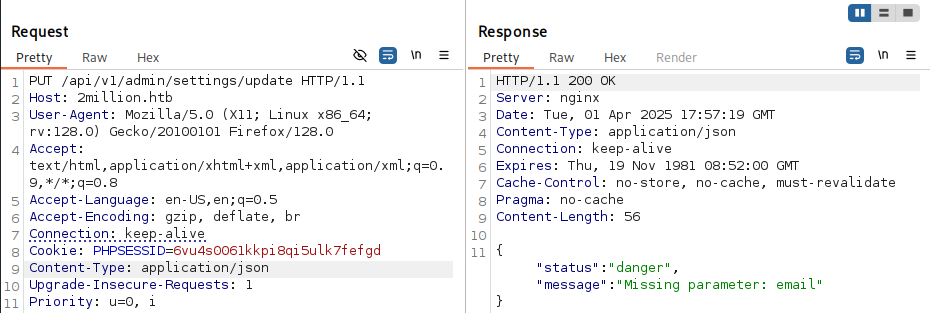 Request
Pretty Raw Hex \n
1 PUT /api/v1/admin/settings/update HTTP/1.1
2 Host: 2million.htb
3 User-Agent: Mozilla/5.0 (X11; Linux x86_64;
rv:128.0) Gecko/20100101 Firefox/128.0
4 Accept:
text/html,application/xhtml+xml,application/xml;q=0.
9,*/*;q=0.8
5 Accept-Language: en-US,en;q=0.5
6 Accept-Encoding: gzip, deflate, br
7 Connection: keep-alive
8 Cookie: PHPSESSID=6vu4s0061kkpi8qi5ulk7fefgd
9 Content-Type: application/json
10 Upgrade-Insecure-Requests: 1
11 Priority: u=0, i
Response
Pretty Raw Hex Render \n
1 HTTP/1.1 200 OK
2 Server: nginx
3 Date: Tue, 01 Apr 2025 17:57:19 GMT
4 Content-Type: application/json
5 Connection: keep-alive
6 Expires: Thu, 19 Nov 1981 08:52:00 GMT
7 Cache-Control: no-store, no-cache, must-revalidate
8 Pragma: no-cache
9 Content-Length: 56
10
11 {
"status":"danger",
"message":"Missing parameter: email"
}